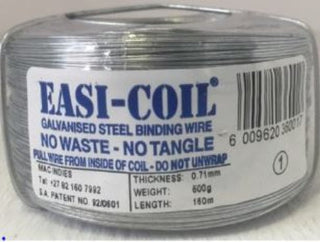 EASI-COIL®
GALVANISED STEEL BINDING WIRE
NO WASTE - NO TANGLE
PULL WIRE FROM INSIDE OF COIL - DO NOT UNWRAP
MAC INDIES
Tel +27 82 160 7992
S.A. PATENT NO. 92/0601
THICKNESS: 0.71mm
WEIGHT: 500g
LENGTH: 160m
6 009620 360017
1